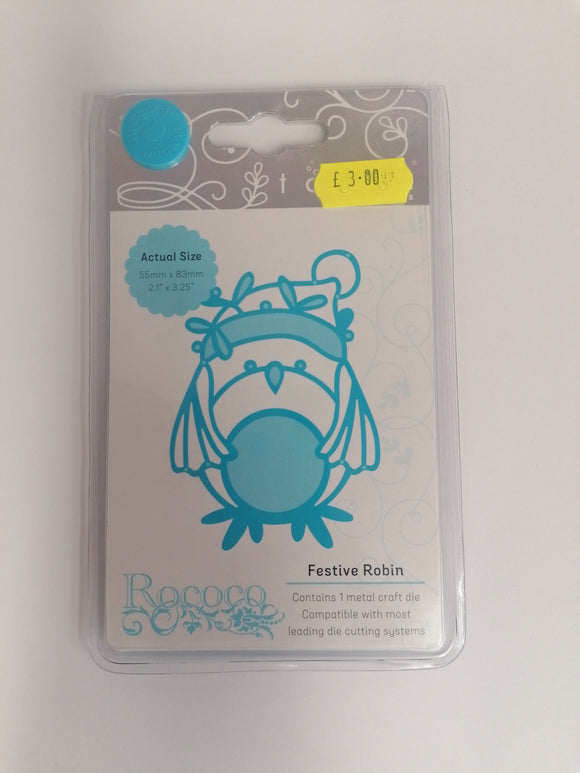 £ 3.00
Actual Size
55mm x 83mm
2.1" x 3.25"
Festive Robin
Rococo
Contains 1 metal craft die
Compatible with most
leading die cutting systems